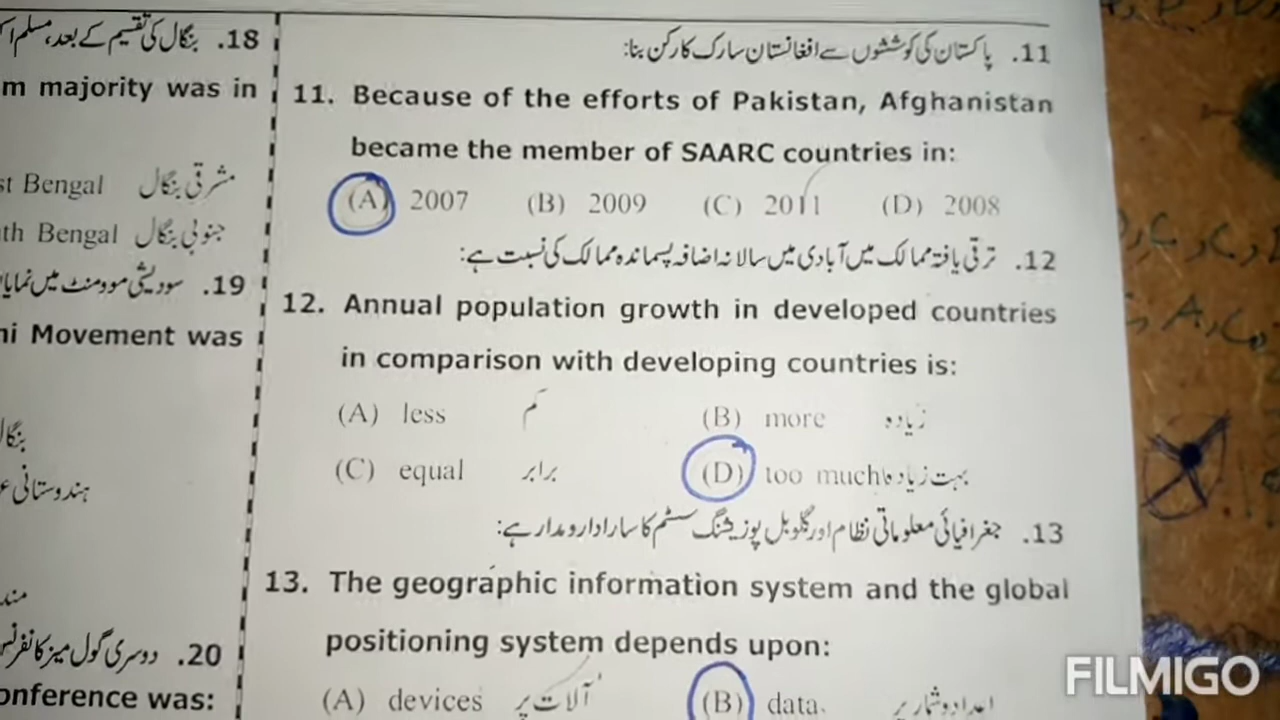 18. بنگال کی تقسیم کے بعد، مسلم
m majority was in
st Bengal مشرقی بنگال
th Bengal جنوبی بنگال
19. سودیشی موومنٹ میں نمایا
ni Movement was
بنگال
ہندوستانی
20. دوسری گول میز کانفرنس
onference was:
11. پاکستان کی کوششوں سے افغانستان سارک کا رکن بنا:
11. Because of the efforts of Pakistan, Afghanistan
became the member of SAARC countries in:
(A) 2007 (B) 2009 (C) 2011 (D) 2008
12. ترقی یافتہ ممالک میں آبادی میں سالانہ اضافہ پسماندہ ممالک کی نسبت ہے:
12. Annual population growth in developed countries
in comparison with developing countries is:
(A) less کم (B) more زیادہ
(C) equal برابر (D) too much بہت زیادہ
13. جغرافیائی معلوماتی نظام اور گلوبل پوزیشنگ سسٹم کا سارا دارومدار ہے:
13. The geographic information system and the global
positioning system depends upon:
(A) devices آلات پر (B) data اعداد و شمار پر
FILMIGO